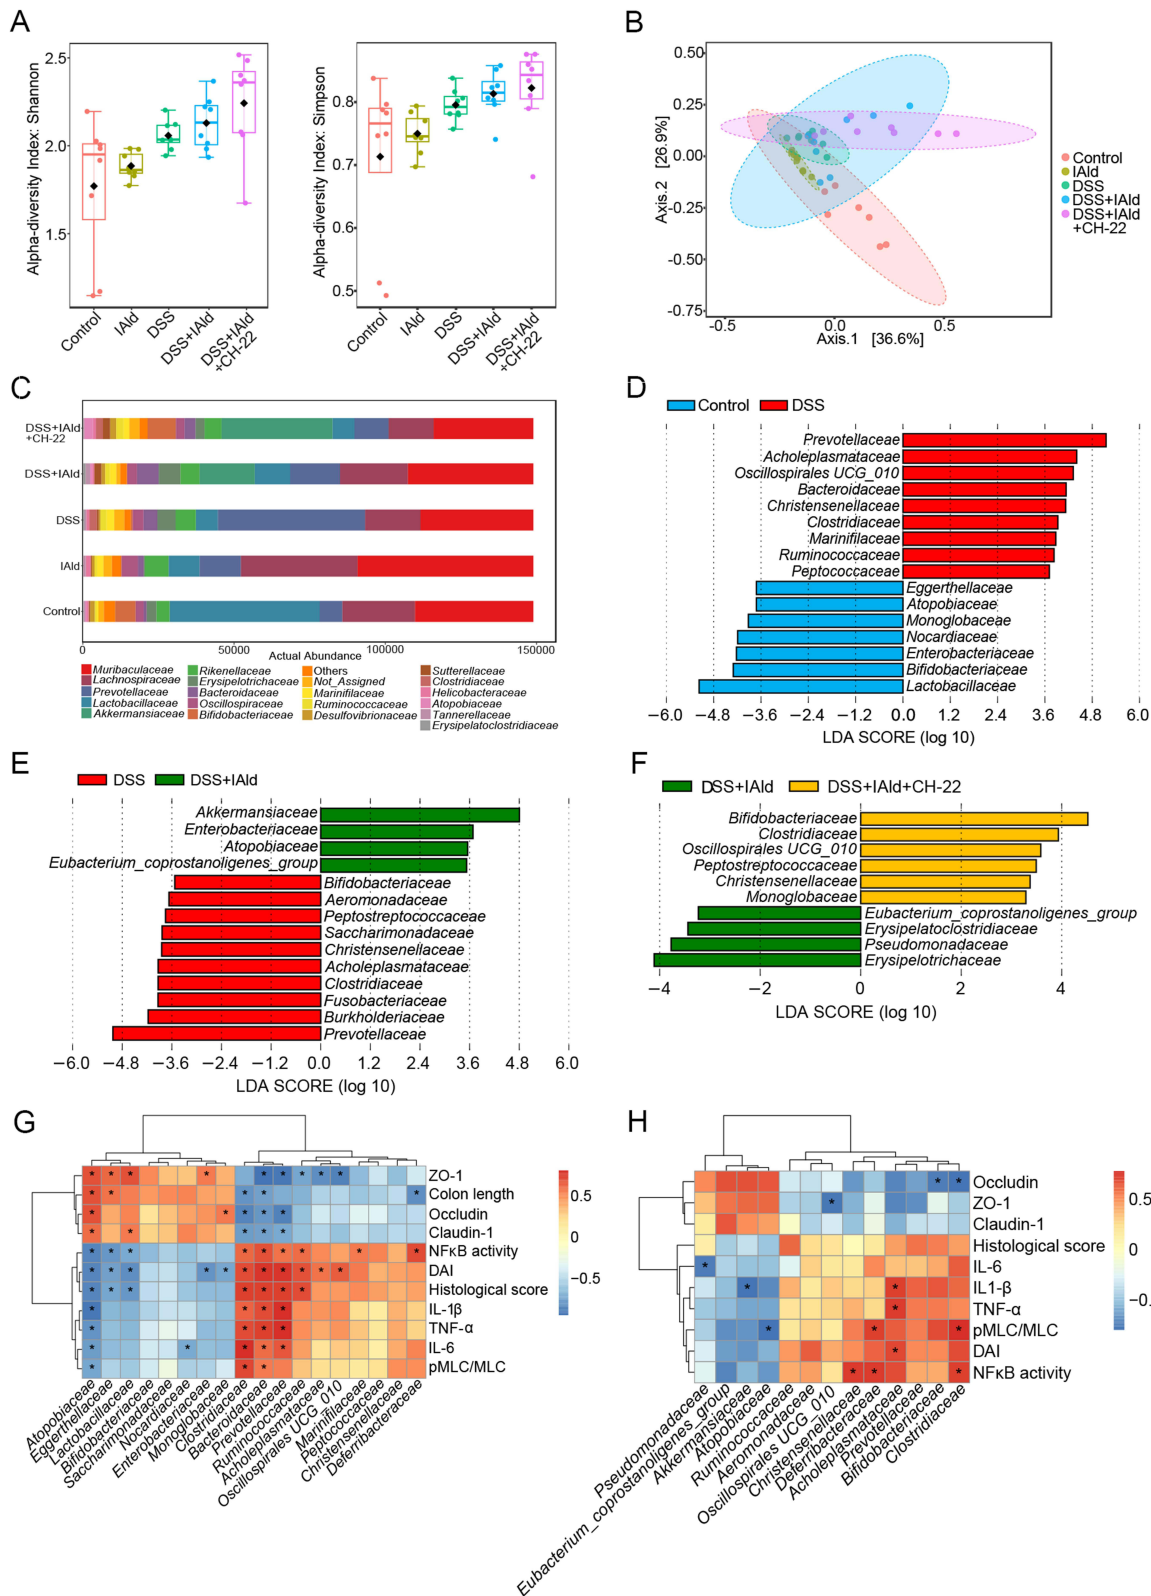 A
Alpha-diversity Index: Shannon
2.5
2.0
1.5
Control
IAld
DSS
DSS+IAld
DSS+IAld
+CH-22
Alpha-diversity Index: Simpson
0.8
0.7
0.6
0.5
Control
IAld
DSS
DSS+IAld
DSS+IAld
+CH-22
B
Axis.2 [26.9%]
0.50
0.25
0.00
-0.25
-0.50
-0.75
-0.5
0.0
0.5
Axis.1 [36.6%]
Control
IAld
DSS
DSS+IAld
DSS+IAld
+CH-22
C
DSS+IAld
+CH-22
DSS+IAld
DSS
IAld
Control
0
50000
100000
150000
Actual Abundance
Muribaculaceae
Lachnospiraceae
Prevotellaceae
Lactobacillaceae
Akkermansiaceae
Rikenellaceae
Erysipelotrichaceae
Bacteroidaceae
Oscillospiraceae
Bifidobacteriaceae
Others
Not_Assigned
Marinifilaceae
Ruminococcaceae
Desulfovibrionaceae
Sutterellaceae
Clostridiaceae
Helicobacteraceae
Atopobiaceae
Tannerellaceae
Erysipelatoclostridiaceae
D
Control
DSS
Prevotellaceae
Acholeplasmataceae
Oscillospirales UCG_010
Bacteroidaceae
Christensenellaceae
Clostridiaceae
Marinifilaceae
Ruminococcaceae
Peptococcaceae
Eggerthellaceae
Atopobiaceae
Monoglobaceae
Nocardiaceae
Enterobacteriaceae
Bifidobacteriaceae
Lactobacillaceae
−6.0 −4.8 −3.6 −2.4 −1.2 0.0 1.2 2.4 3.6 4.8 6.0
LDA SCORE (log 10)
E
DSS
DSS+IAld
Akkermansiaceae
Enterobacteriaceae
Atopobiaceae
Eubacterium_coprostanoligenes_group
Bifidobacteriaceae
Aeromonadaceae
Peptostreptococcaceae
Saccharimonadaceae
Christensenellaceae
Acholeplasmataceae
Clostridiaceae
Fusobacteriaceae
Burkholderiaceae
Prevotellaceae
−6.0 −4.8 −3.6 −2.4 −1.2 0.0 1.2 2.4 3.6 4.8 6.0
LDA SCORE (log 10)
F
DSS+IAld
DSS+IAld+CH-22
Bifidobacteriaceae
Clostridiaceae
Oscillospirales UCG_010
Peptostreptococcaceae
Christensenellaceae
Monoglobaceae
Eubacterium_coprostanoligenes_group
Erysipelatoclostridiaceae
Pseudomonadaceae
Erysipelotrichaceae
−4 −2 0 2 4
LDA SCORE (log 10)
G
ZO-1
Colon length
Occludin
Claudin-1
NFκB activity
DAI
Histological score
IL-1β
TNF-α
IL-6
pMLC/MLC
0.5
0
−0.5
Atopobiaceae
Eggerthellaceae
Lactobacillaceae
Bifidobacteriaceae
Saccharimonadaceae
Nocardiaceae
Enterobacteriaceae
Monoglobaceae
Clostridiaceae
Bacteroidaceae
Prevotellaceae
Ruminococcaceae
Acholeplasmataceae
Oscillospirales UCG_010
Marinifilaceae
Peptococcaceae
Christensenellaceae
Deferribacteraceae
H
Occludin
ZO-1
Claudin-1
Histological score
IL-6
IL1-β
TNF-α
pMLC/MLC
DAI
NFκB activity
0.5
0
−0.
Pseudomonadaceae
Eubacterium_coprostanoligenes_group
Akkermansiaceae
Atopobiaceae
Ruminococcaceae
Aeromonadaceae
Oscillospirales UCG_010
Christensenellaceae
Deferribacteraceae
Acholeplasmataceae
Prevotellaceae
Bifidobacteriaceae
Clostridiaceae